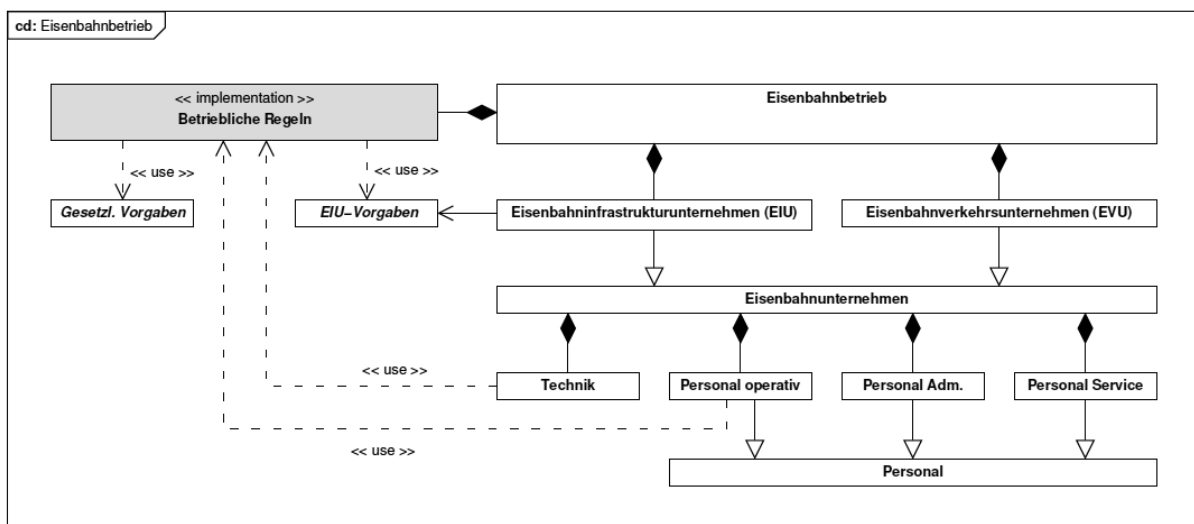 cd: Eisenbahnbetrieb
<< implementation >>
Betriebliche Regeln
Eisenbahnbetrieb
<< use >>
<< use >>
Gesetzl. Vorgaben
EIU-Vorgaben
Eisenbahninfrastrukturunternehmen (EIU)
Eisenbahnverkehrsunternehmen (EVU)
Eisenbahnunternehmen
<< use >>
Technik
Personal operativ
Personal Adm.
Personal Service
<< use >>
Personal